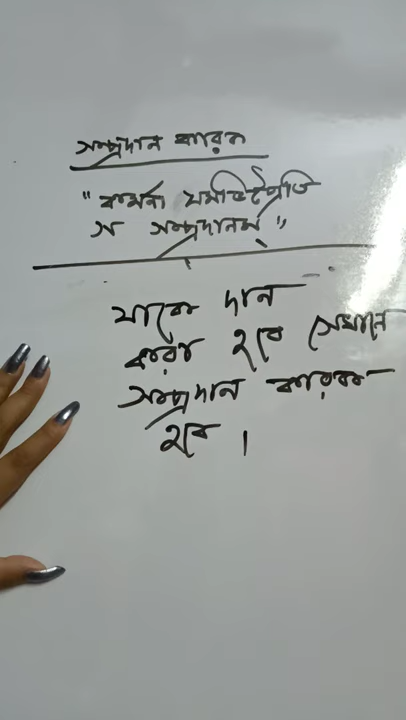 সম্প্রদান কারক
"কর্মনা যমভিপ্রৈতি
স সম্প্রদানম্"
যাকে দান
করা হবে সেখানে
সম্প্রদান কারক
হবে।